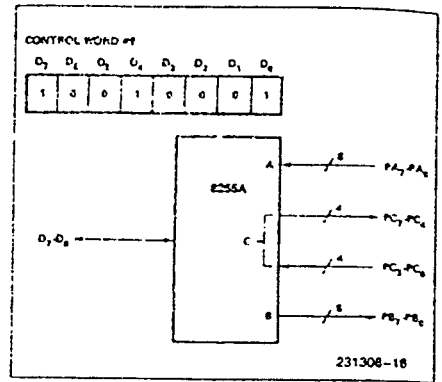 CONTROL WORD #9
D7 D6 D5 D4 D3 D2 D1 D0
1 0 0 1 0 0 0 1
A 8 PA7-PA0
8255A
4 PC7-PC4
D7-D0 C
4 PC3-PC0
B 8 PB7-PB0
231308-16